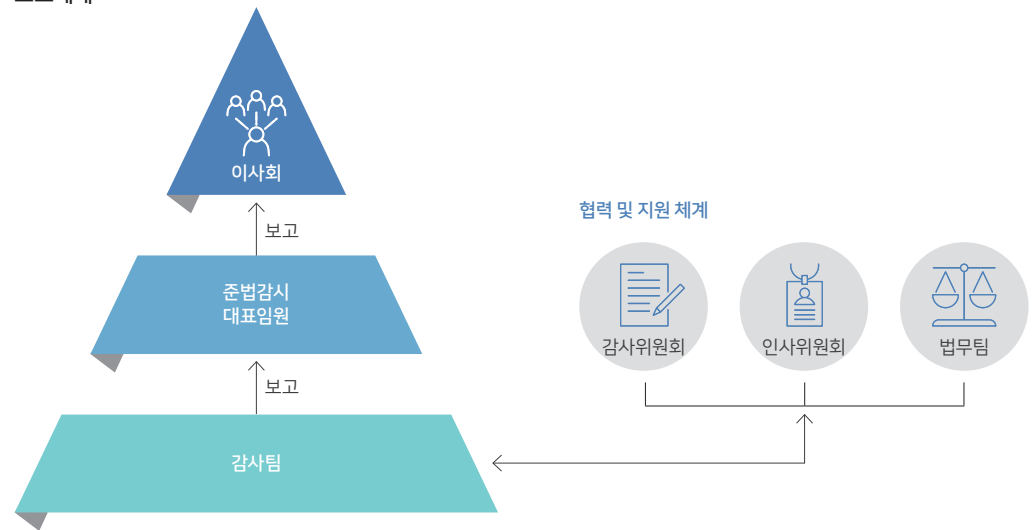 이사회
보고
준법감시
대표임원
보고
감사팀
협력 및 지원 체계
감사위원회
인사위원회
법무팀